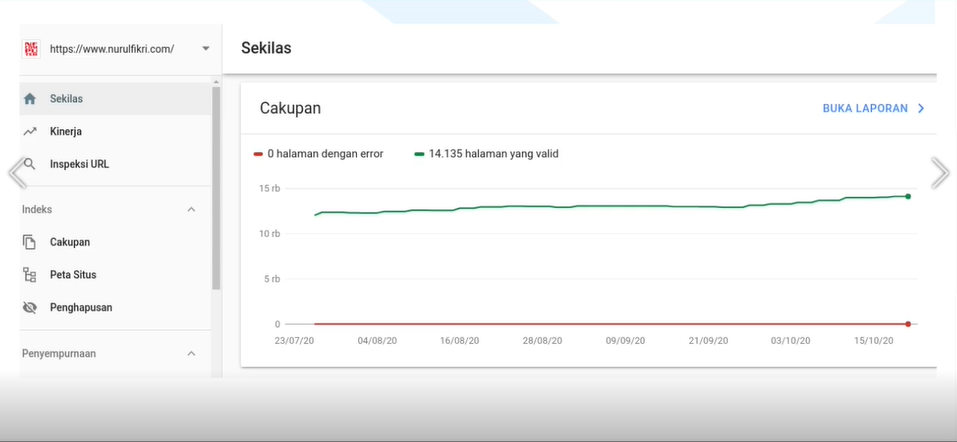 https://www.nurulfikri.com/
Sekilas
Kinerja
Inspeksi URL
Indeks
Cakupan
Peta Situs
Penghapusan
Penyempurnaan
Sekilas
Cakupan
BUKA LAPORAN
0 halaman dengan error
14.135 halaman yang valid
15 rb
10 rb
5 rb
0
23/07/20 04/08/20 16/08/20 28/08/20 09/09/20 21/09/20 03/10/20 15/10/20